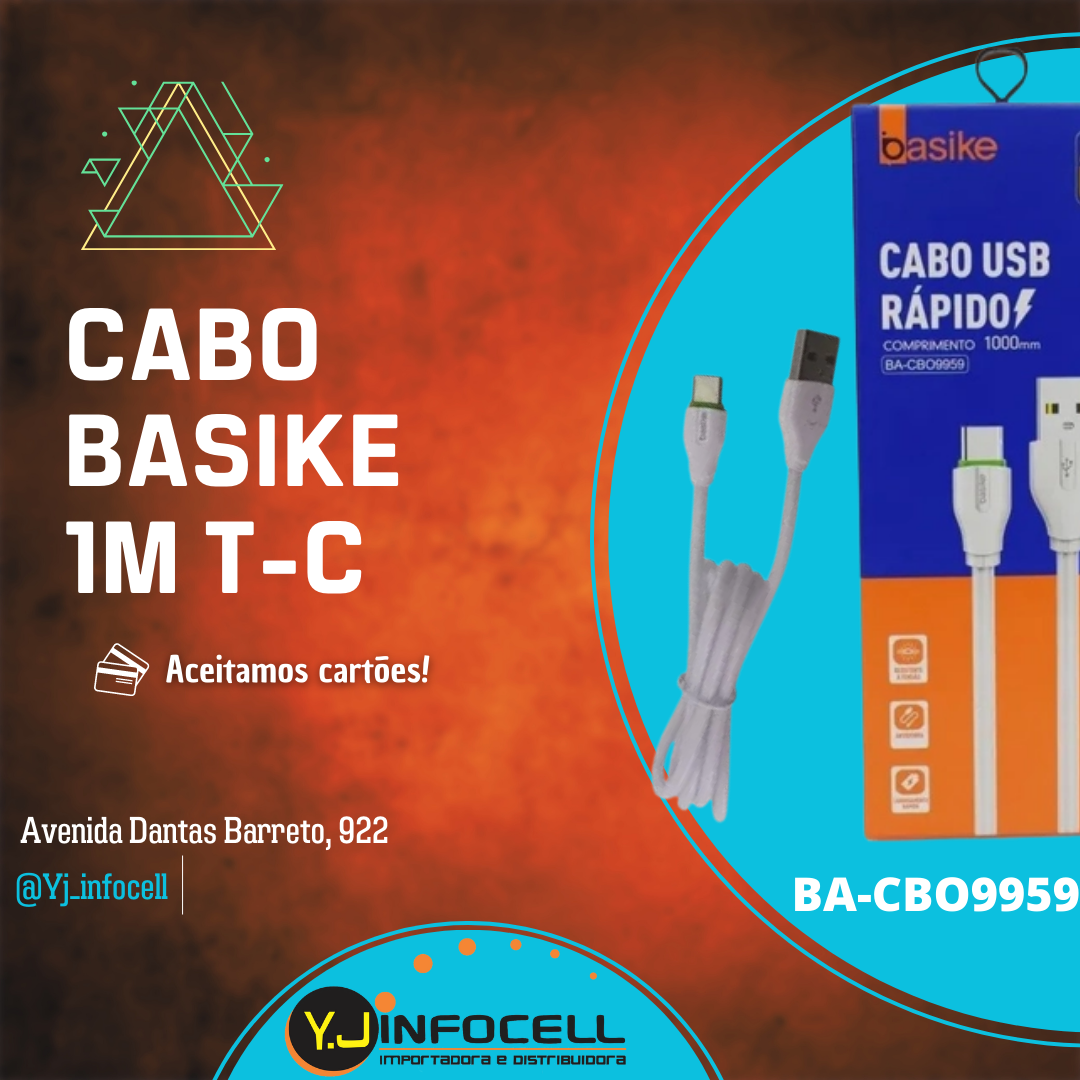 CABO
BASIKE
1M T-C
Aceitamos cartões!
Avenida Dantas Barreto, 922
@Yj_infocell
basike
CABO USB
RÁPIDO
COMPRIMENTO 1000mm
BA-CBO9959
basike
BA-CBO9959
Y.J INFOCELL
IMPORTADORA E DISTRIBUIDORA